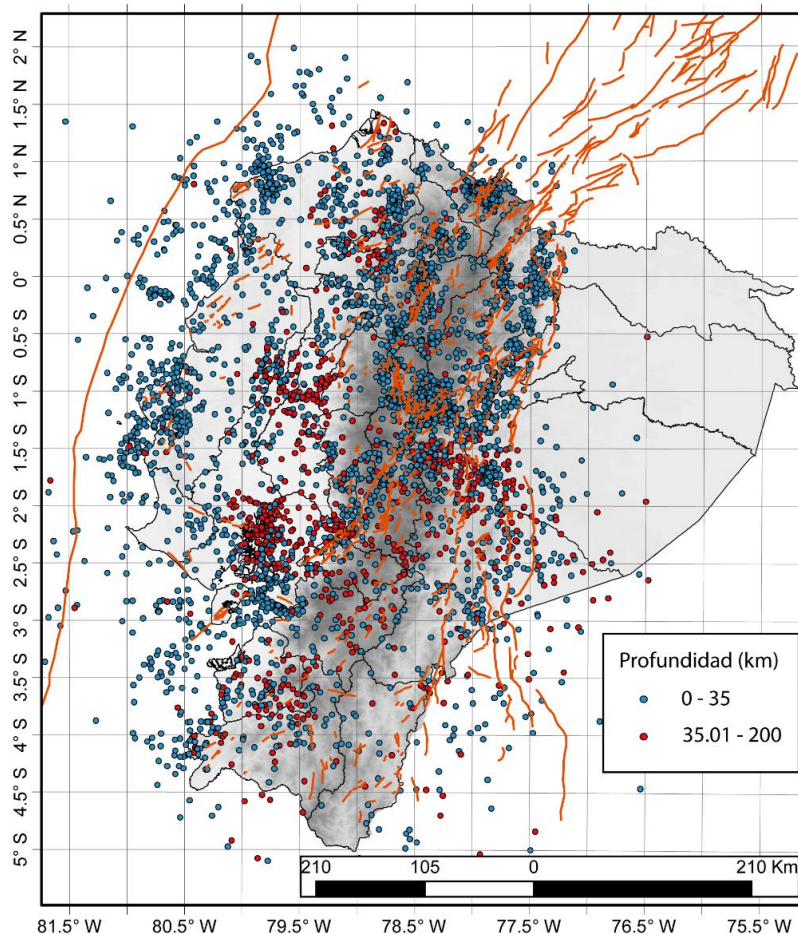 2° N
1.5° N
1° N
0.5° N
0°
0.5° S
1° S
1.5° S
2° S
2.5° S
3° S
3.5° S
4° S
4.5° S
5° S
Profundidad (km)
0 - 35
35.01 - 200
210 105 0 210 Km
81.5° W 80.5° W 79.5° W 78.5° W 77.5° W 76.5° W 75.5° W